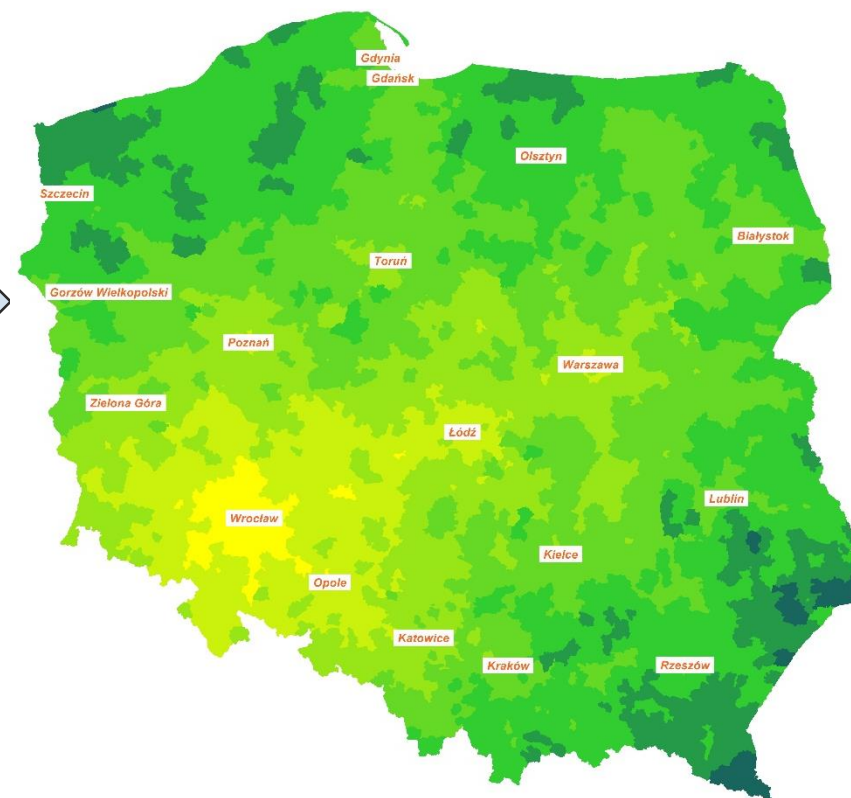 Gdynia
Gdańsk
Olsztyn
Szczecin
Białystok
Toruń
Gorzów Wielkopolski
Poznań
Warszawa
Zielona Góra
Łódź
Lublin
Wrocław
Kielce
Opole
Katowice
Kraków
Rzeszów